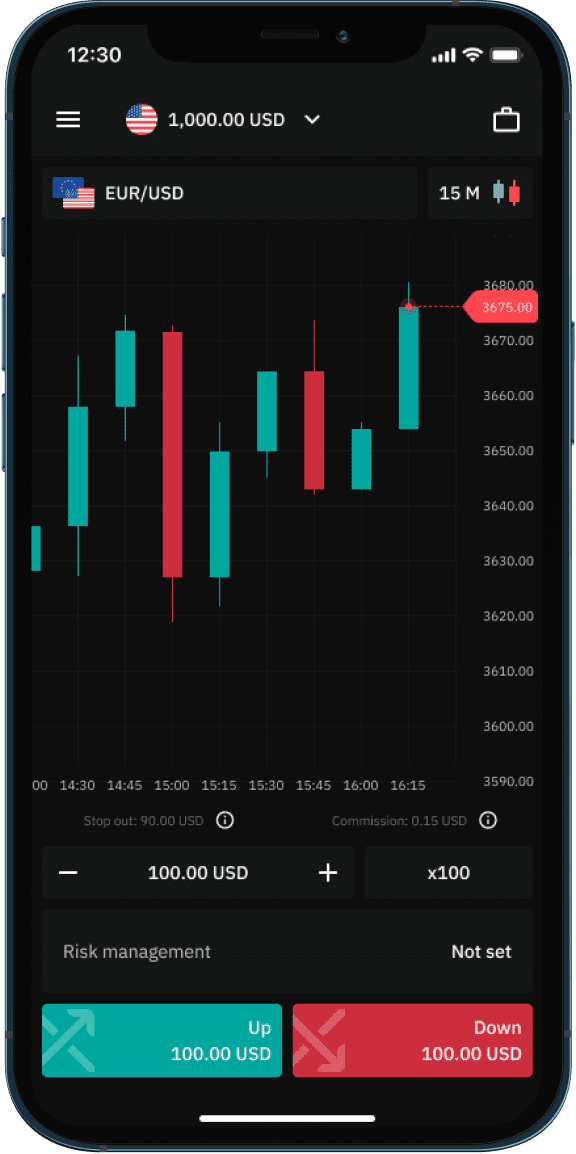 12:30
1,000.00 USD
EUR/USD
15 M
3680.00
3675.00
3670.00
3660.00
3650.00
3640.00
3630.00
3620.00
3610.00
3600.00
3590.00
00 14:30 14:45 15:00 15:15 15:30 15:45 16:00 16:15
Stop out: 90.00 USD
Commission: 0.15 USD
− 100.00 USD +
x100
Risk management
Not set
Up
100.00 USD
Down
100.00 USD